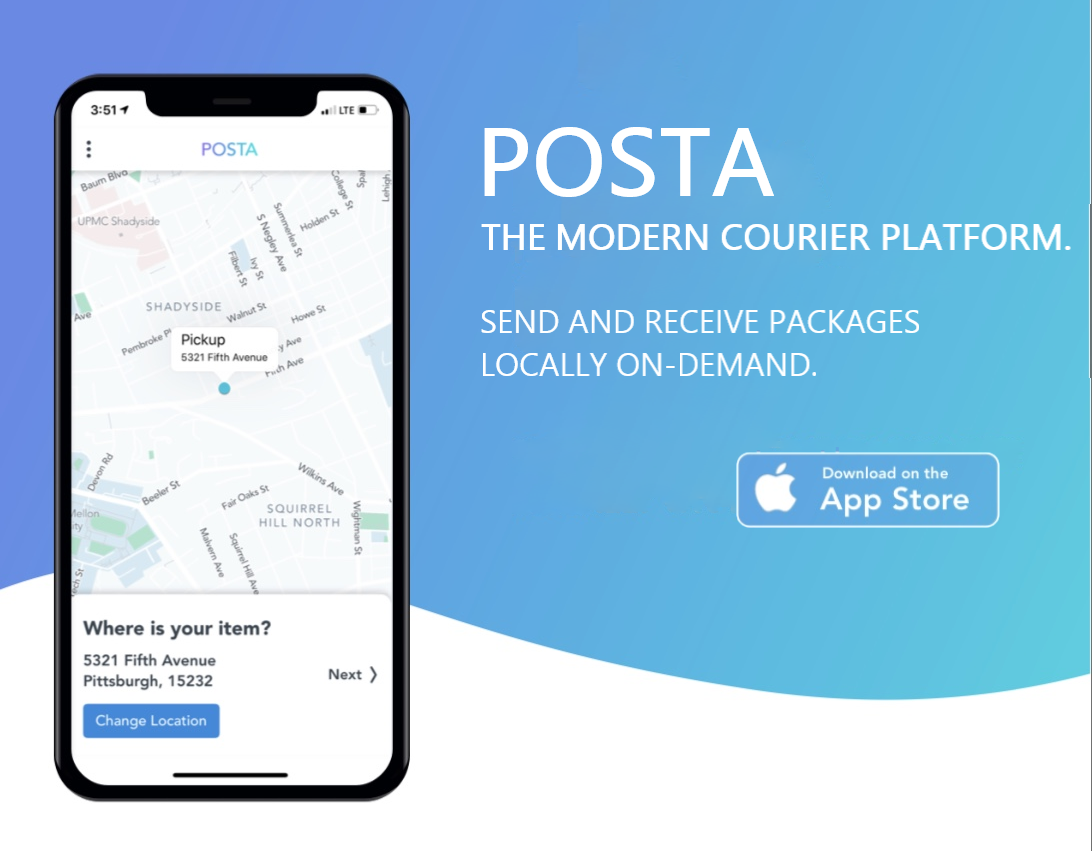 3:51
LTE
POSTA
Baum Blvd
College St
Lehigh
UPMC Shadyside
Summerlea St
Holden St
S Negley Ave
Filbert St
Ivy St
SHADYSIDE
Walnut St
Howe St
Ave
Pembroke Pl
Pickup
5321 Fifth Avenue
Ave
Fifth Ave
Devon Rd
Beeler St
Wilkins Ave
Fair Oaks St
SQUIRREL
HILL NORTH
Wightman St
Mellon
Malvern Ave
Squirrel Hill Ave
Where is your item?
5321 Fifth Avenue
Pittsburgh, 15232
Next
Change Location
POSTA
THE MODERN COURIER PLATFORM.
SEND AND RECEIVE PACKAGES
LOCALLY ON-DEMAND.
Download on the
App Store